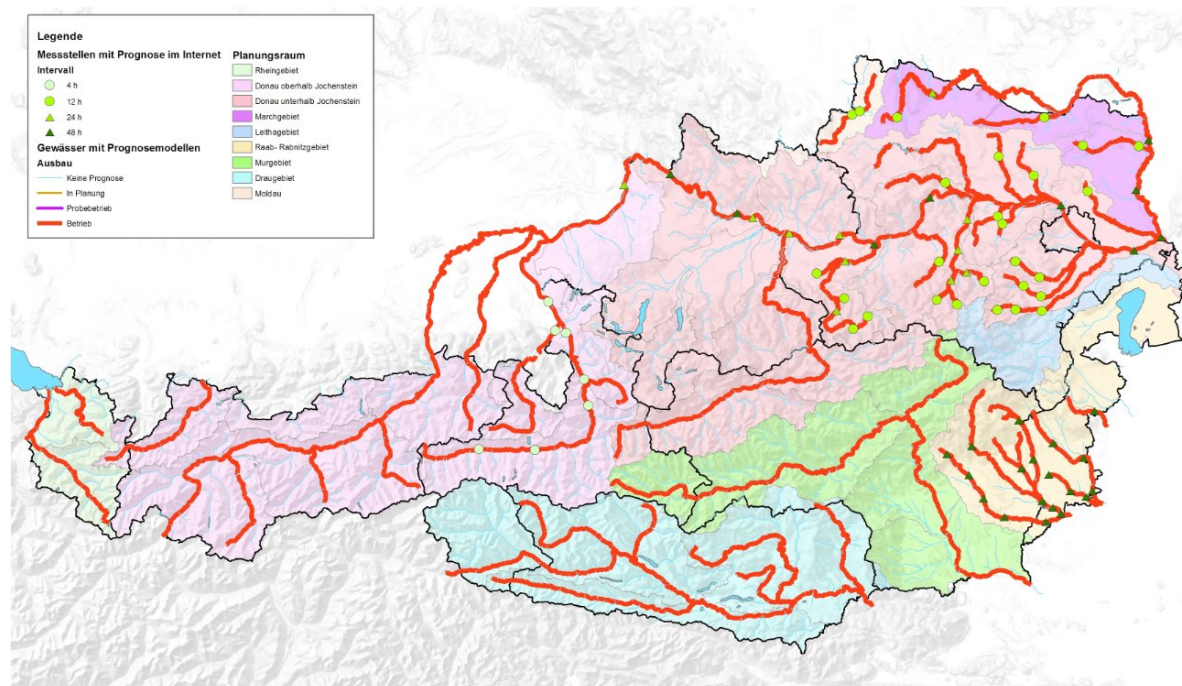 Legende
Messstellen mit Prognose im Internet
Intervall
4 h
12 h
24 h
48 h
Gewässer mit Prognosemodellen
Ausbau
Keine Prognose
In Planung
Probebetrieb
Betrieb
Planungsraum
Rheingebiet
Donau oberhalb Jochenstein
Donau unterhalb Jochenstein
Marchgebiet
Leithagebiet
Raab- Rabnitzgebiet
Murgebiet
Draugebiet
Moldau